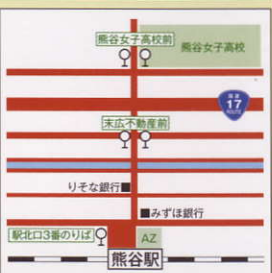 熊谷女子高校前
熊谷女子高校
国道
17
ROUTE
末広不動産前
りそな銀行
みずほ銀行
駅北口3番のりば
AZ
熊谷駅